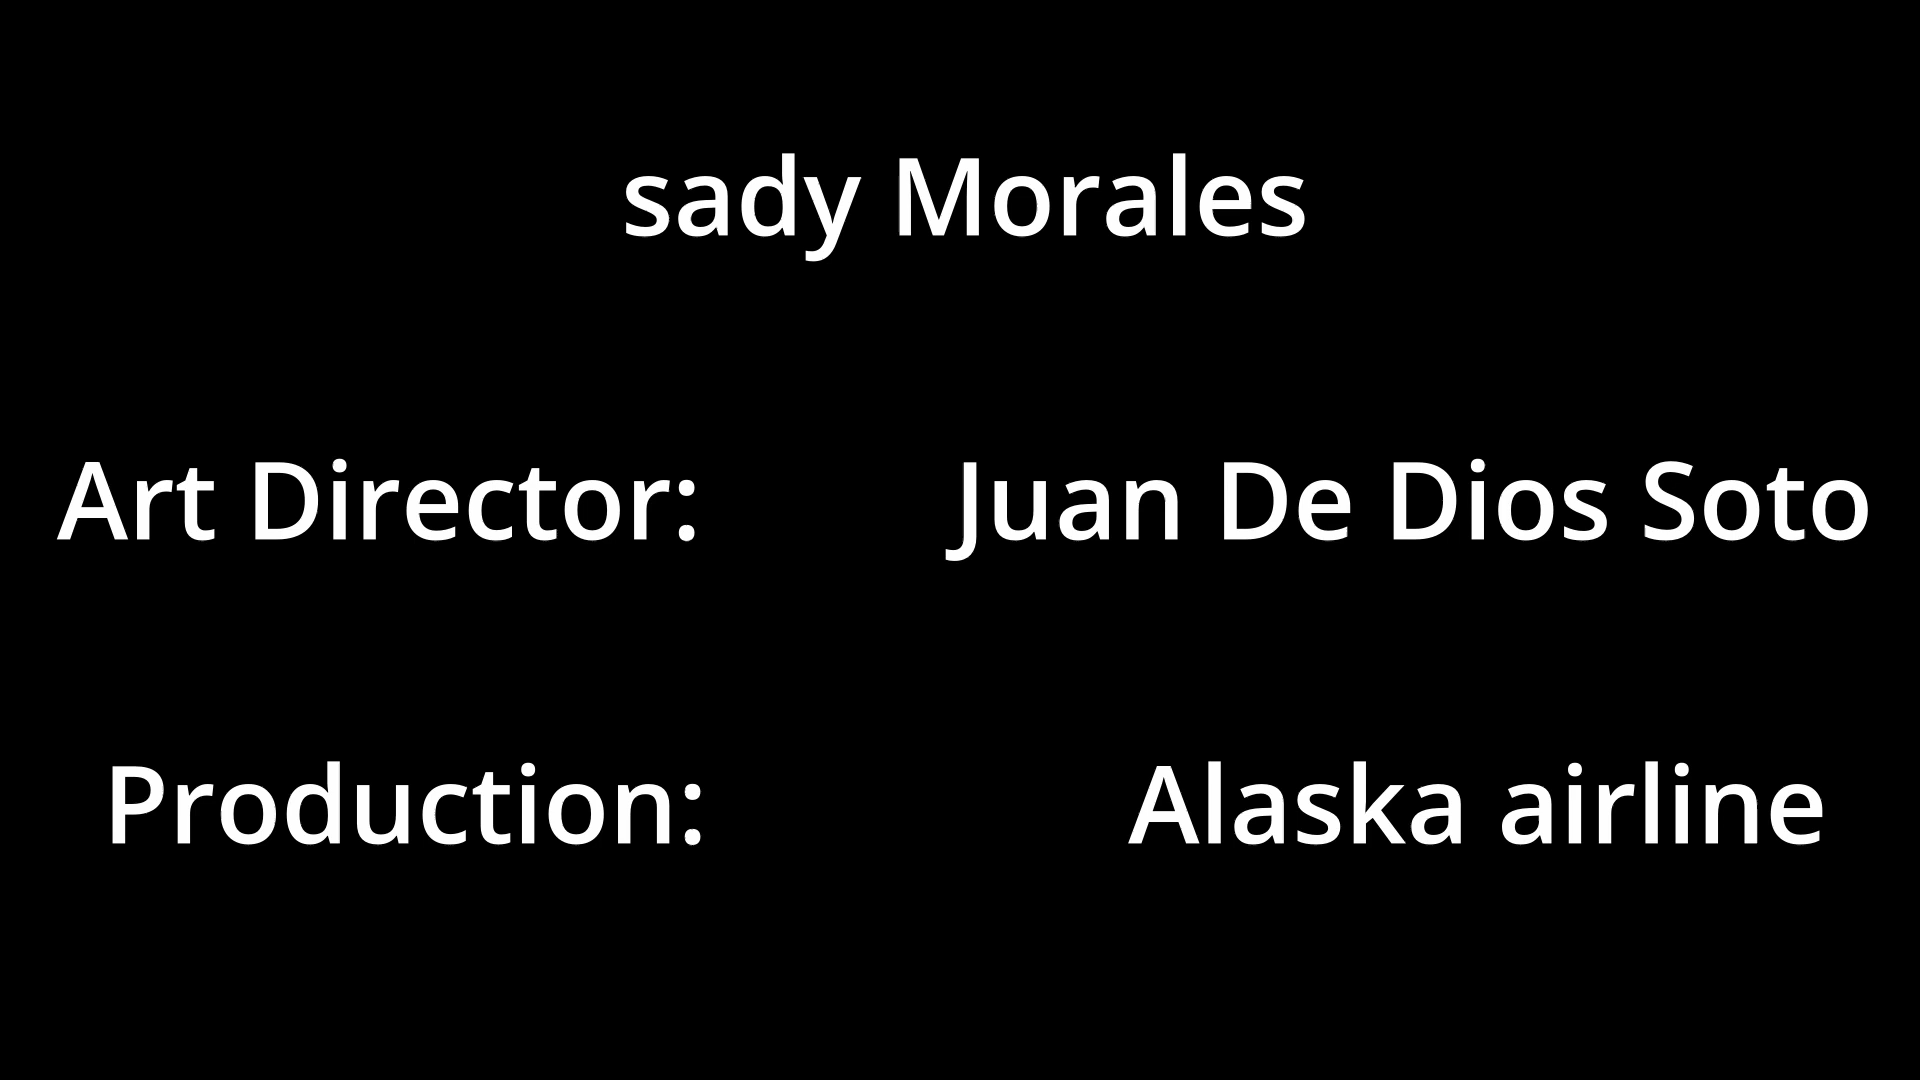 sady Morales
Art Director: Juan De Dios Soto
Production: Alaska airline